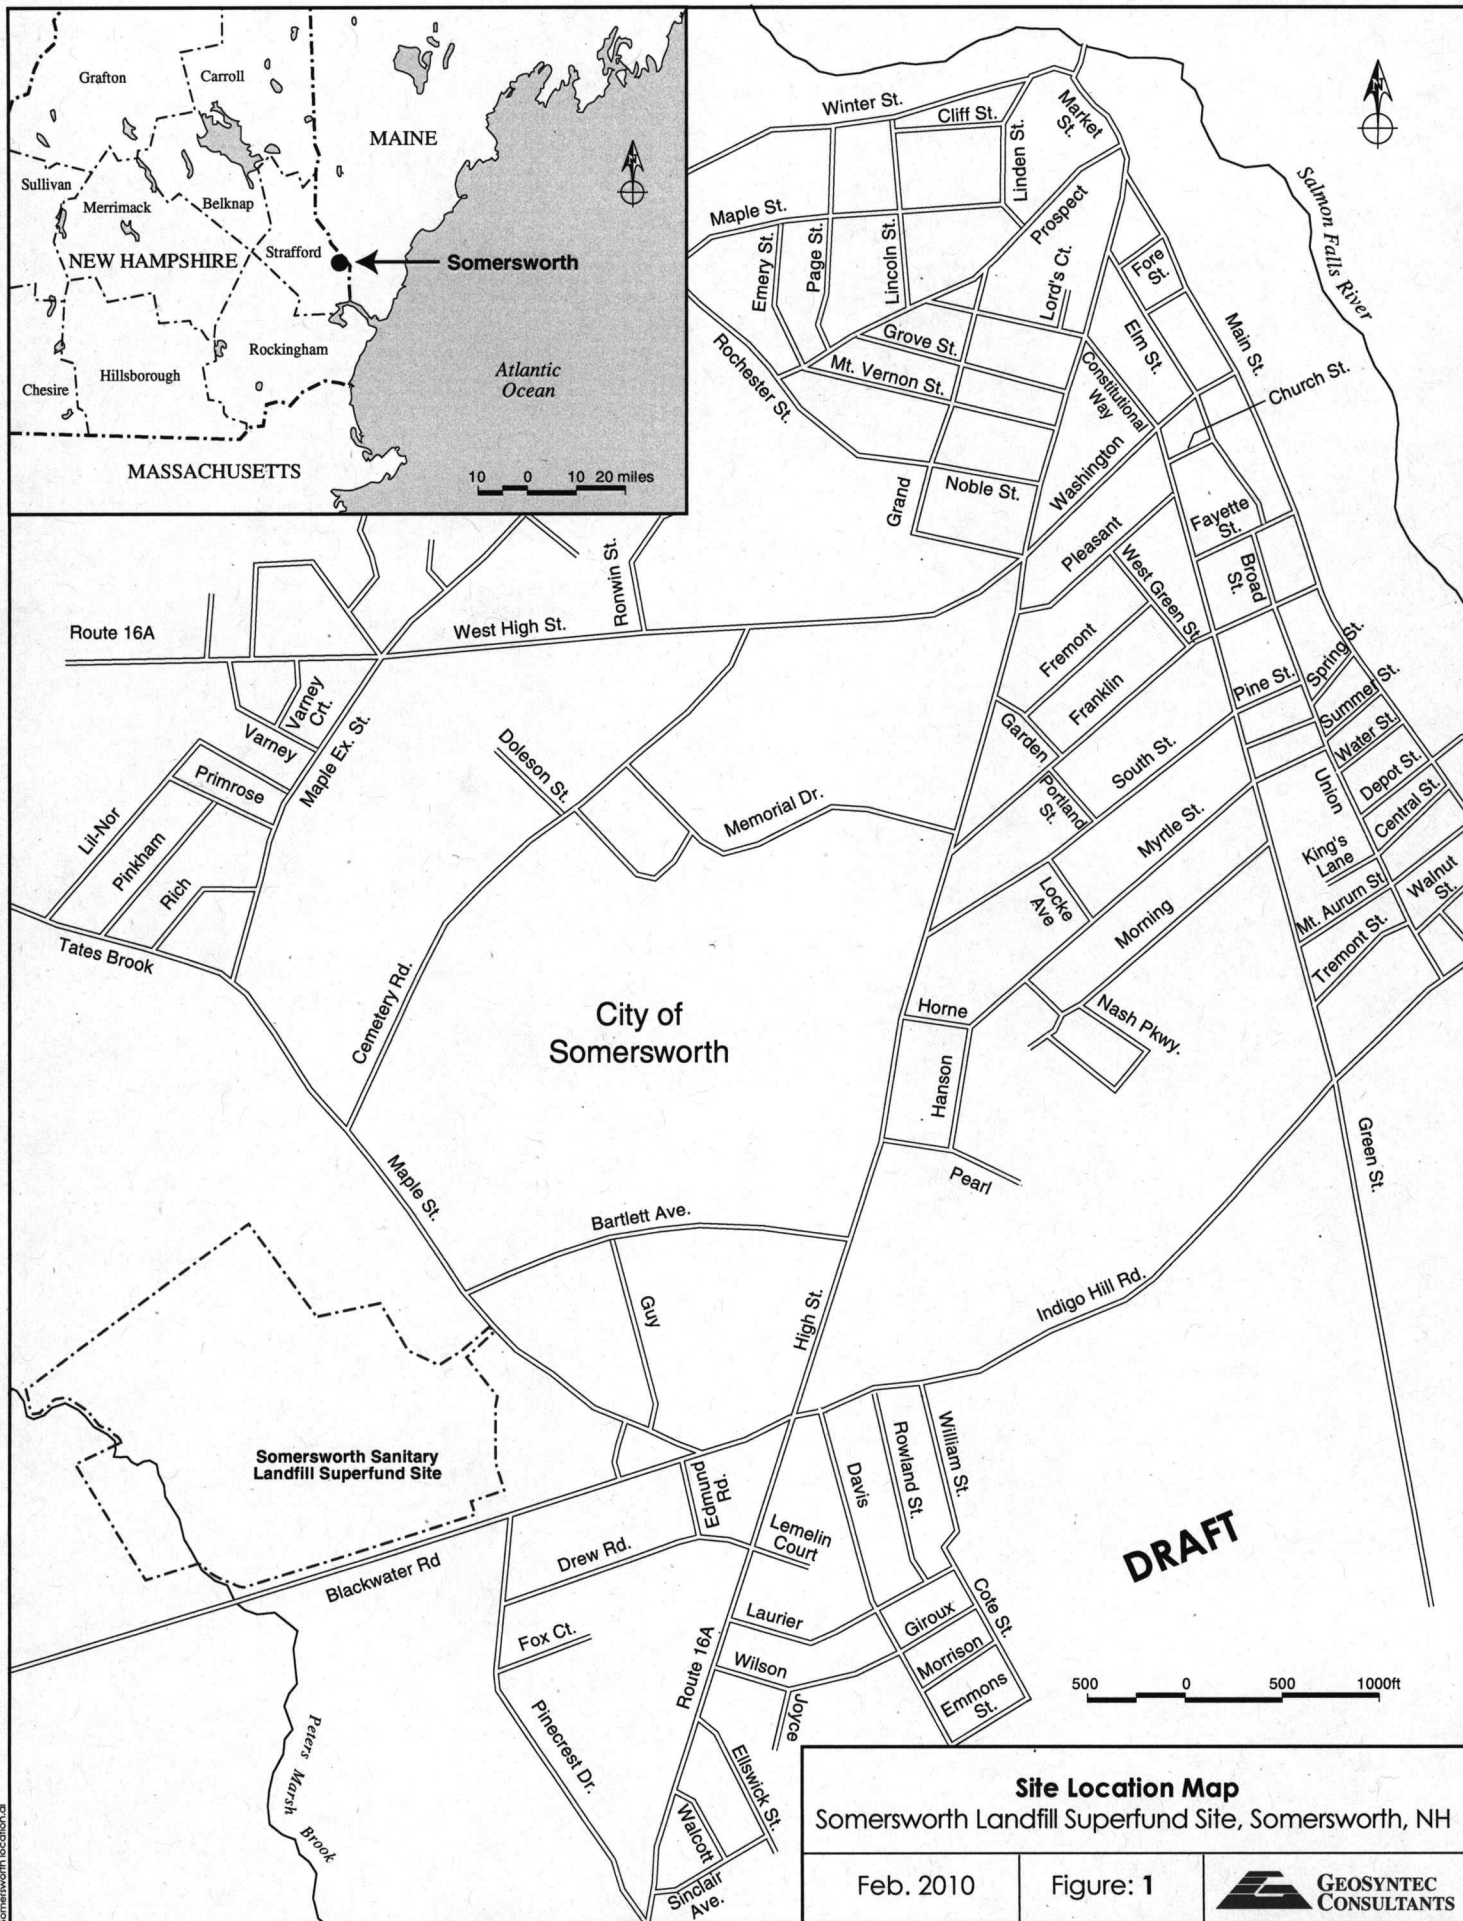 Grafton
Carroll
MAINE
Sullivan
Merrimack
Belknap
Strafford
NEW HAMPSHIRE
Somersworth
Rockingham
Hillsborough
Chesire
Atlantic
Ocean
MASSACHUSETTS
10 0 10 20 miles
N
N
Winter St.
Cliff St.
Market
St.
Linden St.
Maple St.
Emery St.
Page St.
Lincoln St.
Prospect
Lord's Ct.
Fore
St.
Salmon Falls River
Elm St.
Main St.
Church St.
Grove St.
Mt. Vernon St.
Rochester St.
Constitutional
Way
Washington
Grand
Noble St.
Pleasant
Fayette
St.
Broad
St.
West Green St.
Ronwin St.
Route 16A
West High St.
Varney
Crt.
Varney
Maple Ex. St.
Primrose
Lil-Nor
Pinkham
Rich
Tates Brook
Doleson St.
Memorial Dr.
Cemetery Rd.
Fremont
Franklin
Garden
Portland
St.
South St.
Pine St.
Spring St.
Summer St.
Water St.
Depot St.
Central St.
Union
King's
Lane
Mt. Aurum St.
Walnut
St.
Tremont St.
Myrtle St.
Locke
Ave
Morning
Horne
Nash Pkwy.
Hanson
Pearl
City of
Somersworth
Maple St.
Bartlett Ave.
Guy
High St.
Indigo Hill Rd.
Green St.
Somersworth Sanitary
Landfill Superfund Site
Blackwater Rd
Edmund
Rd.
Drew Rd.
Lemelin
Court
Davis
Rowland St.
William St.
DRAFT
Fox Ct.
Laurier
Wilson
Joyce
Giroux
Cote St.
Morrison
Emmons
St.
Route 16A
Pinecrest Dr.
Ellswick St.
Walcott
Sinclair
Ave.
Peters Marsh Brook
500 0 500 1000ft
Site Location Map
Somersworth Landfill Superfund Site, Somersworth, NH
Feb. 2010
Figure: 1
GEOSYNTEC
CONSULTANTS